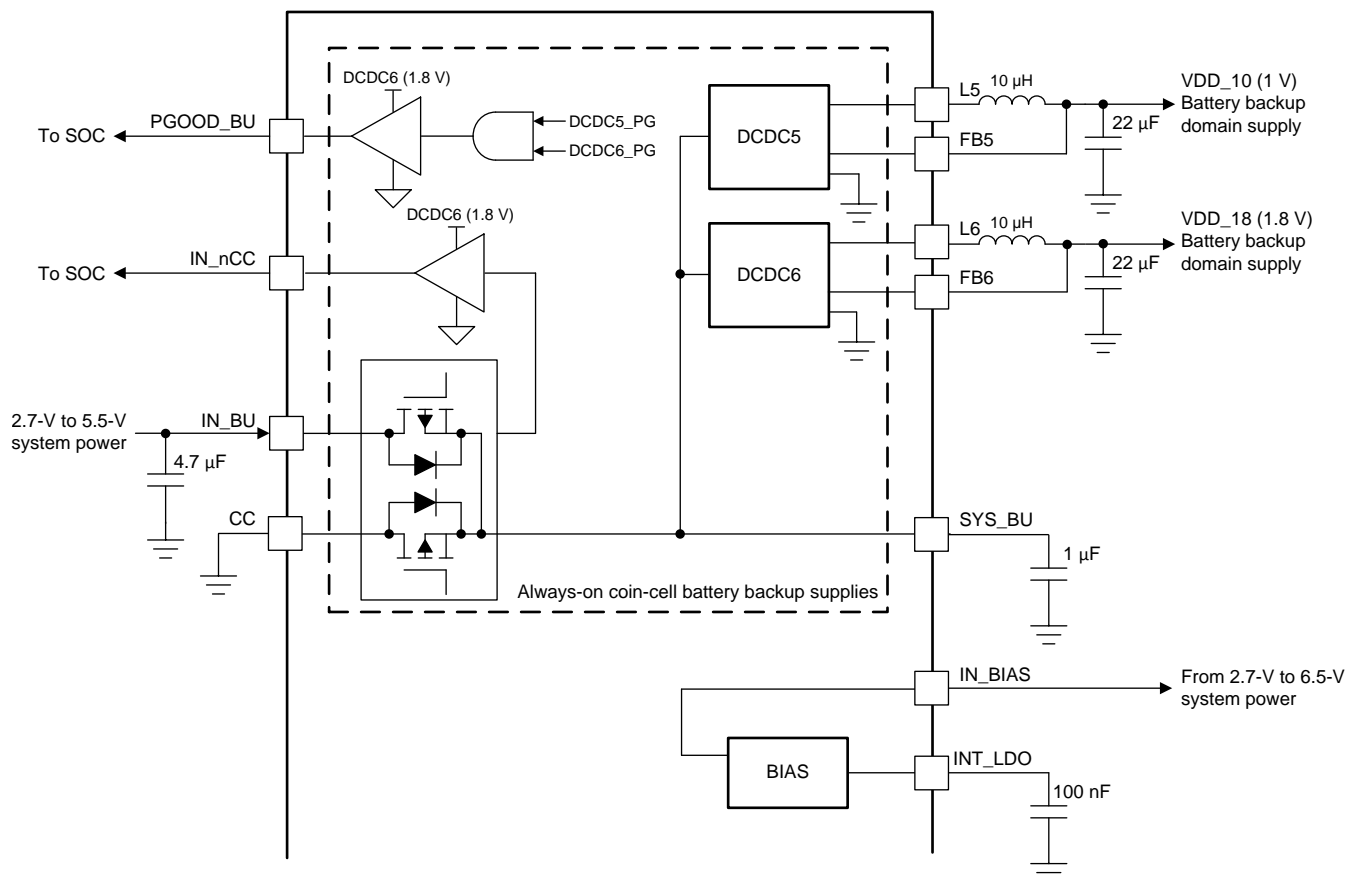 DCDC6 (1.8 V)
To SOC
PGOOD_BU
DCDC5_PG
DCDC6_PG
DCDC5
L5
10 µH
VDD_10 (1 V)
Battery backup
domain supply
22 µF
FB5
DCDC6 (1.8 V)
To SOC
IN_nCC
DCDC6
L6
10 µH
VDD_18 (1.8 V)
Battery backup
domain supply
22 µF
FB6
2.7-V to 5.5-V
system power
IN_BU
4.7 µF
CC
SYS_BU
1 µF
Always-on coin-cell battery backup supplies
IN_BIAS
From 2.7-V to 6.5-V
system power
BIAS
INT_LDO
100 nF